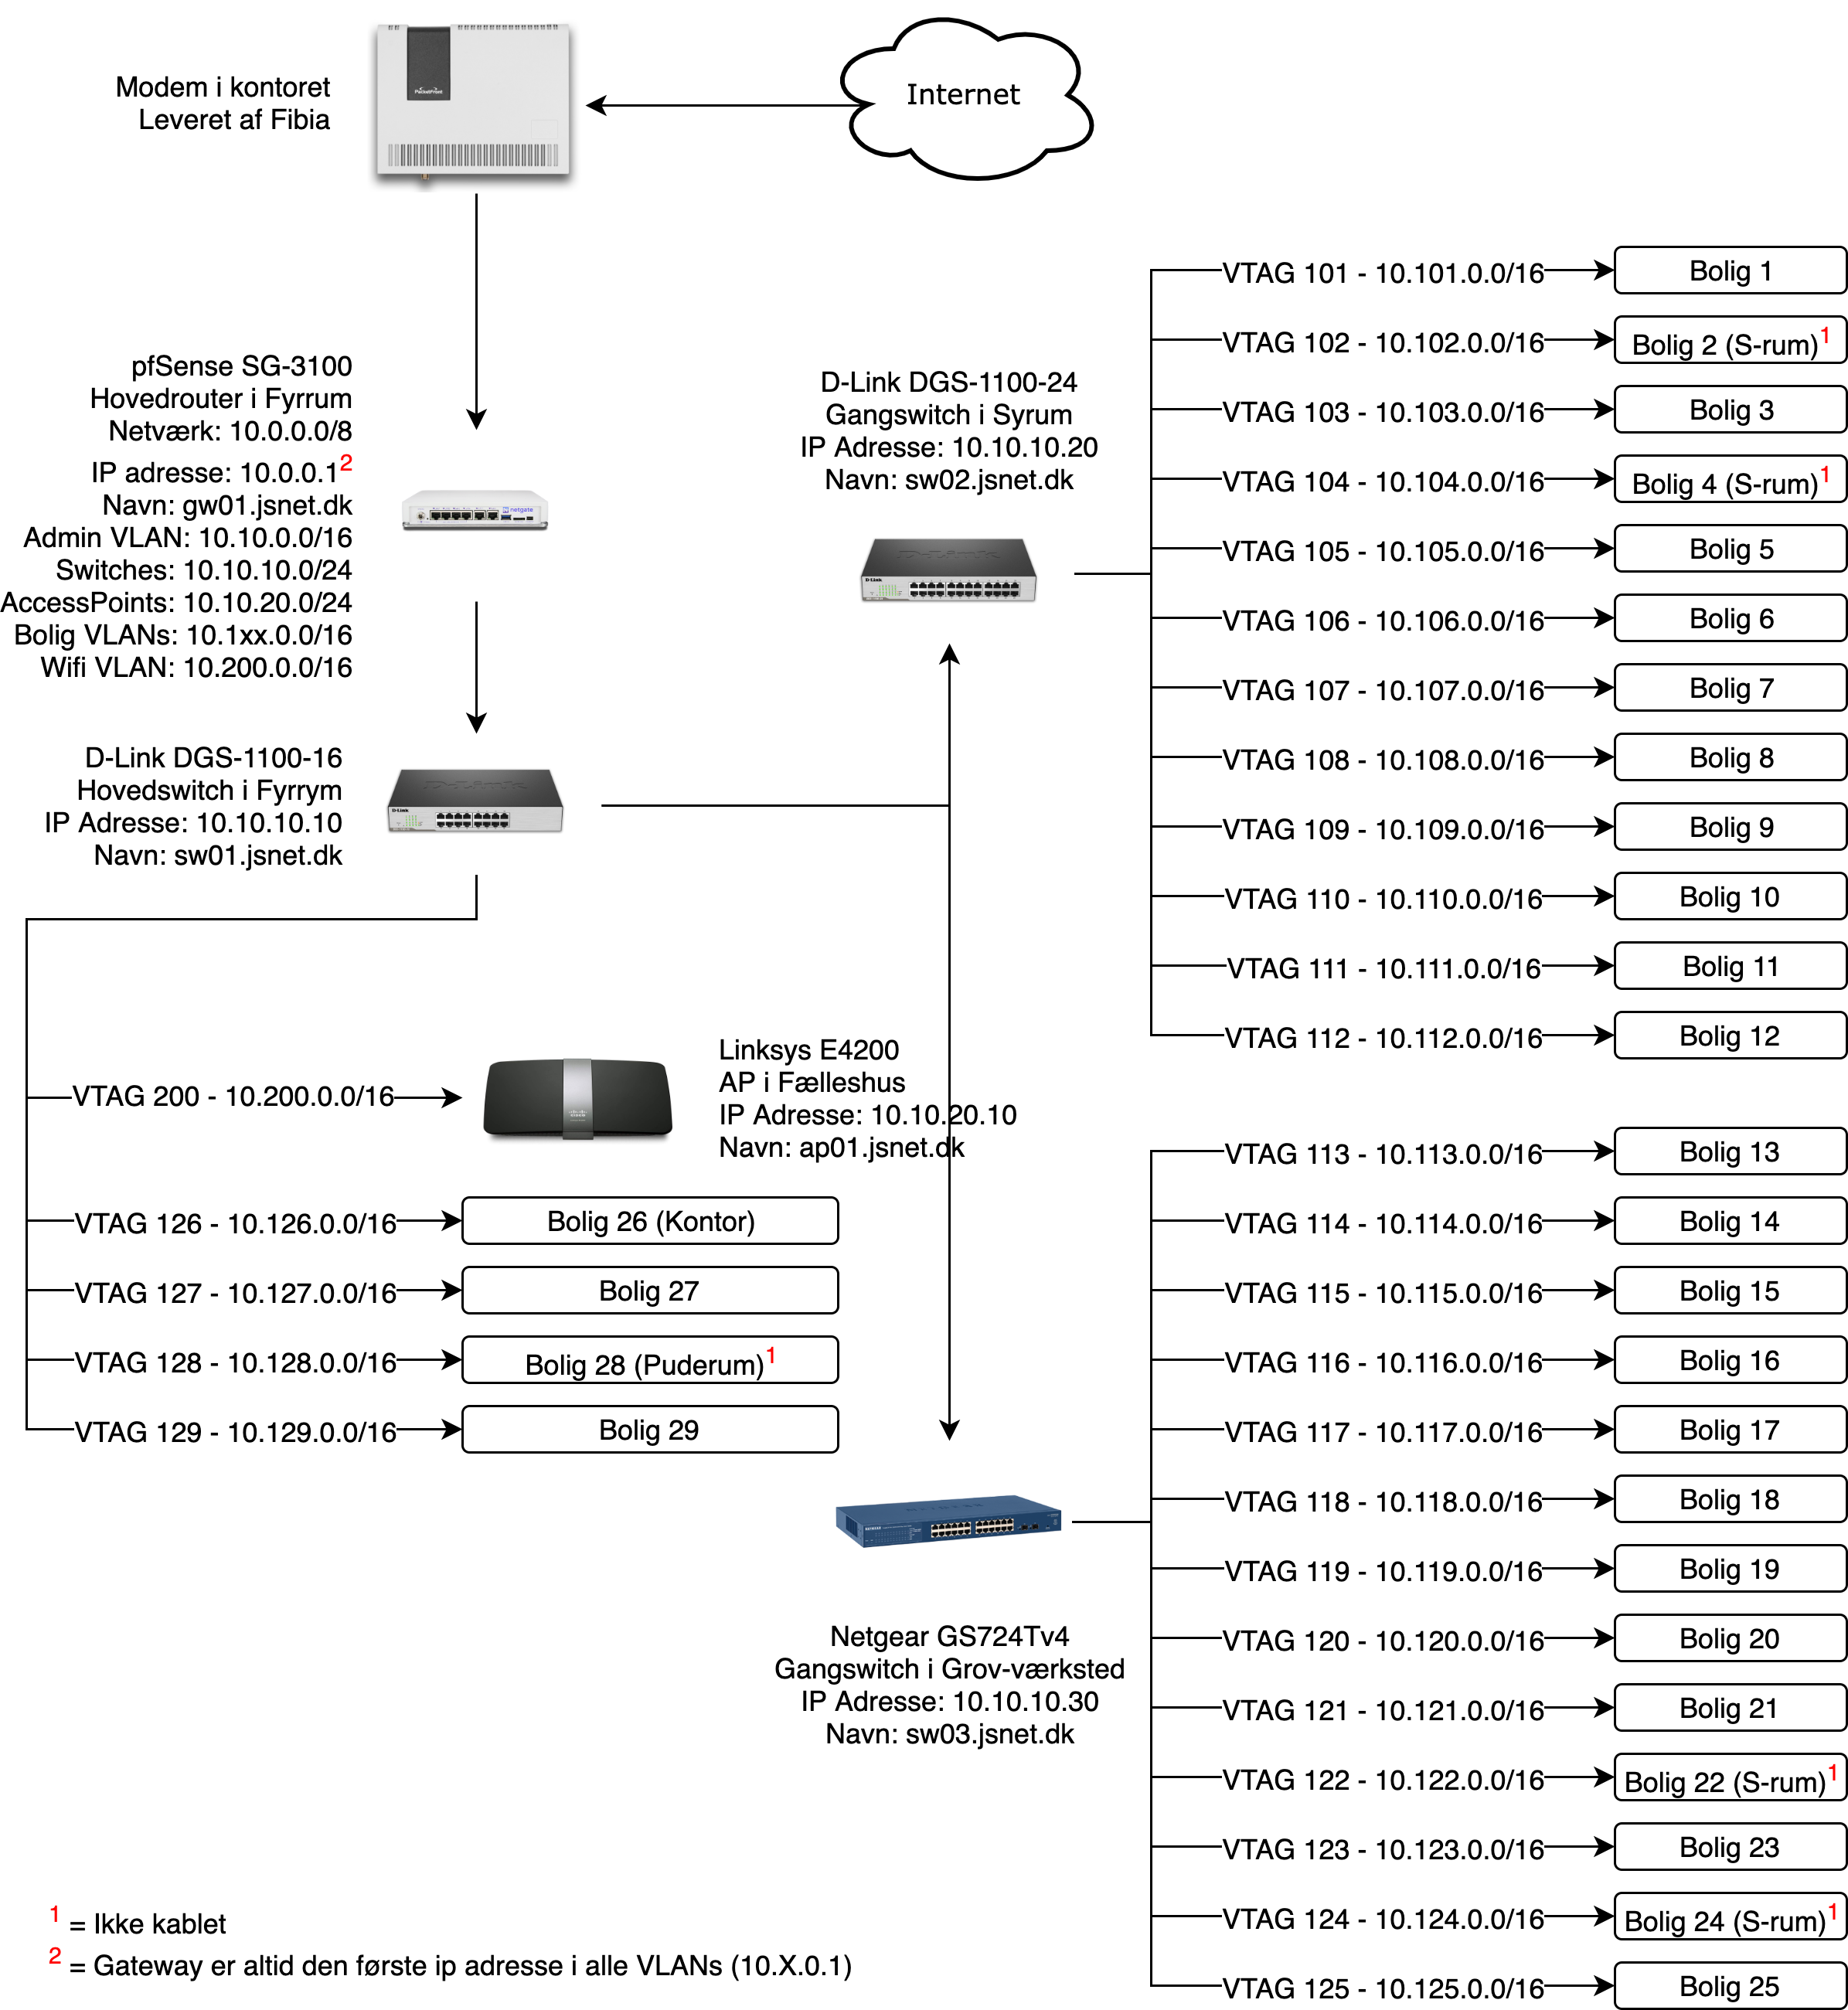 Modem i kontoret
Leveret af Fibia
PacketFront
Internet
pfSense SG-3100
Hovedrouter i Fyrrum
Netværk: 10.0.0.0/8
IP adresse: 10.0.0.1²
Navn: gw01.jsnet.dk
Admin VLAN: 10.10.0.0/16
Switches: 10.10.10.0/24
AccessPoints: 10.10.20.0/24
Bolig VLANs: 10.1xx.0.0/16
Wifi VLAN: 10.200.0.0/16
netgate
D-Link DGS-1100-16
Hovedswitch i Fyrrym
IP Adresse: 10.10.10.10
Navn: sw01.jsnet.dk
D-Link
D-Link
D-Link DGS-1100-24
Gangswitch i Syrum
IP Adresse: 10.10.10.20
Navn: sw02.jsnet.dk
D-Link
D-Link
VTAG 101 - 10.101.0.0/16 Bolig 1
VTAG 102 - 10.102.0.0/16 Bolig 2 (S-rum)¹
VTAG 103 - 10.103.0.0/16 Bolig 3
VTAG 104 - 10.104.0.0/16 Bolig 4 (S-rum)¹
VTAG 105 - 10.105.0.0/16 Bolig 5
VTAG 106 - 10.106.0.0/16 Bolig 6
VTAG 107 - 10.107.0.0/16 Bolig 7
VTAG 108 - 10.108.0.0/16 Bolig 8
VTAG 109 - 10.109.0.0/16 Bolig 9
VTAG 110 - 10.110.0.0/16 Bolig 10
VTAG 111 - 10.111.0.0/16 Bolig 11
VTAG 112 - 10.112.0.0/16 Bolig 12
VTAG 200 - 10.200.0.0/16
Linksys E4200
AP i Fælleshus
IP Adresse: 10.10.20.10
Navn: ap01.jsnet.dk
VTAG 126 - 10.126.0.0/16 Bolig 26 (Kontor)
VTAG 127 - 10.127.0.0/16 Bolig 27
VTAG 128 - 10.128.0.0/16 Bolig 28 (Puderum)¹
VTAG 129 - 10.129.0.0/16 Bolig 29
Netgear GS724Tv4
Gangswitch i Grov-værksted
IP Adresse: 10.10.10.30
Navn: sw03.jsnet.dk
VTAG 113 - 10.113.0.0/16 Bolig 13
VTAG 114 - 10.114.0.0/16 Bolig 14
VTAG 115 - 10.115.0.0/16 Bolig 15
VTAG 116 - 10.116.0.0/16 Bolig 16
VTAG 117 - 10.117.0.0/16 Bolig 17
VTAG 118 - 10.118.0.0/16 Bolig 18
VTAG 119 - 10.119.0.0/16 Bolig 19
VTAG 120 - 10.120.0.0/16 Bolig 20
VTAG 121 - 10.121.0.0/16 Bolig 21
VTAG 122 - 10.122.0.0/16 Bolig 22 (S-rum)¹
VTAG 123 - 10.123.0.0/16 Bolig 23
VTAG 124 - 10.124.0.0/16 Bolig 24 (S-rum)¹
VTAG 125 - 10.125.0.0/16 Bolig 25
¹ = Ikke kablet
² = Gateway er altid den første ip adresse i alle VLANs (10.X.0.1)